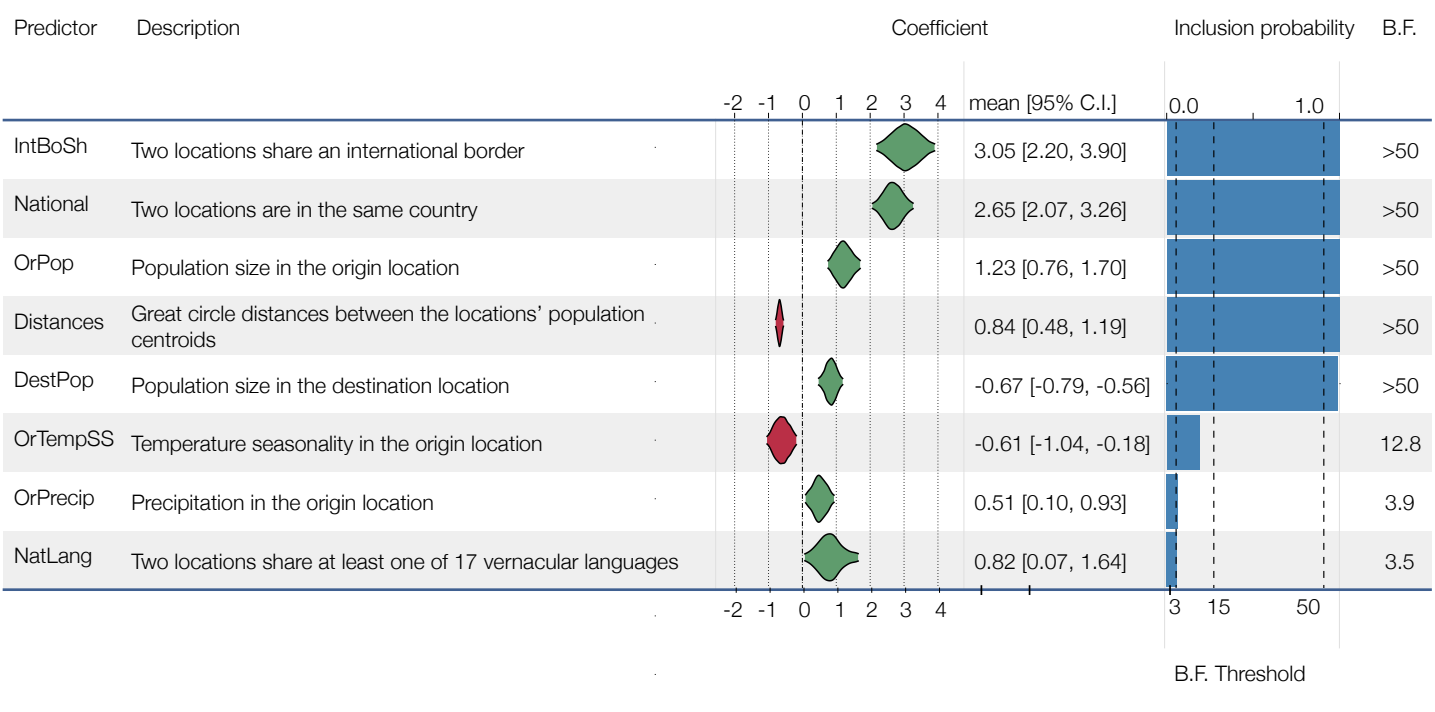 Predictor Description Coefficient Inclusion probability B.F.
-2 -1 0 1 2 3 4 mean [95% C.I.] 0.0 1.0
IntBoSh Two locations share an international border 3.05 [2.20, 3.90] >50
National Two locations are in the same country 2.65 [2.07, 3.26] >50
OrPop Population size in the origin location 1.23 [0.76, 1.70] >50
Distances Great circle distances between the locations’ population
centroids 0.84 [0.48, 1.19] >50
DestPop Population size in the destination location -0.67 [-0.79, -0.56] >50
OrTempSS Temperature seasonality in the origin location -0.61 [-1.04, -0.18] 12.8
OrPrecip Precipitation in the origin location 0.51 [0.10, 0.93] 3.9
NatLang Two locations share at least one of 17 vernacular languages 0.82 [0.07, 1.64] 3.5
-2 -1 0 1 2 3 4 3 15 50
B.F. Threshold